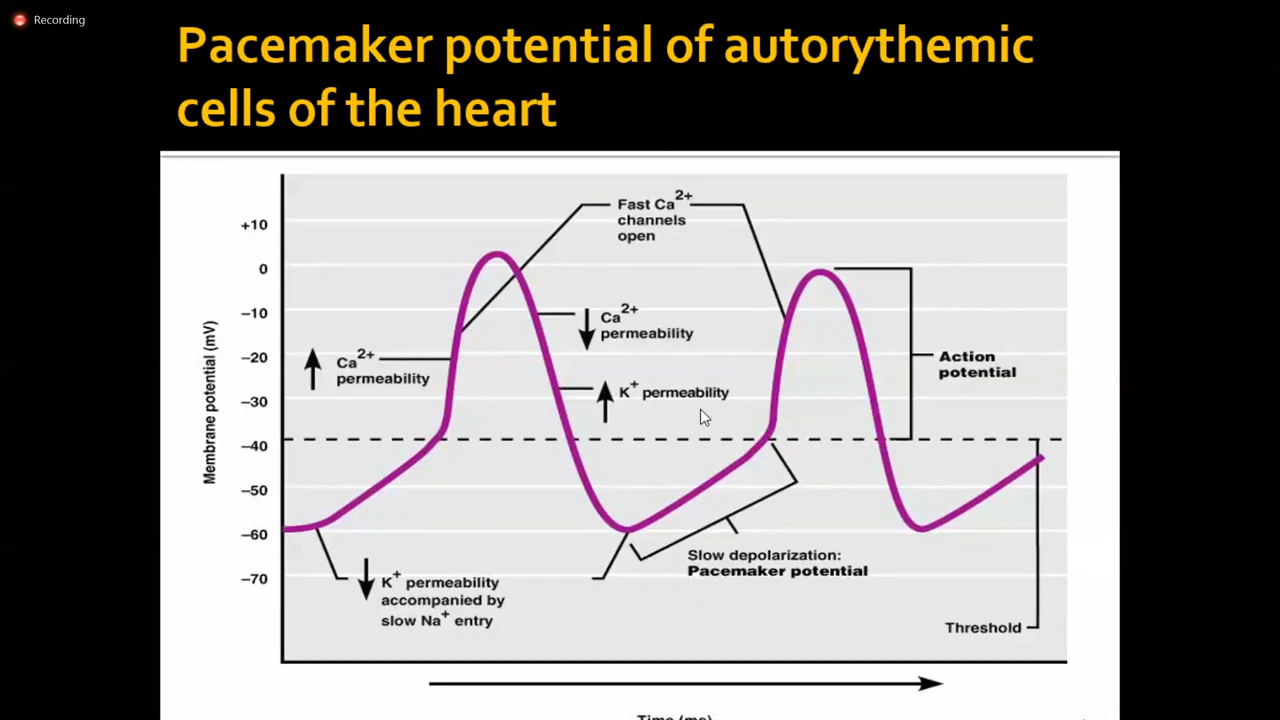 Recording
Pacemaker potential of autorythemic
cells of the heart
Fast Ca2+
channels
open
+10
0
–10
–20
–30
–40
–50
–60
–70
Membrane potential (mV)
Ca2+
permeability
Ca2+
permeability
K+ permeability
Action
potential
Slow depolarization:
Pacemaker potential
K+ permeability
accompanied by
slow Na+ entry
Threshold
Time (ms)